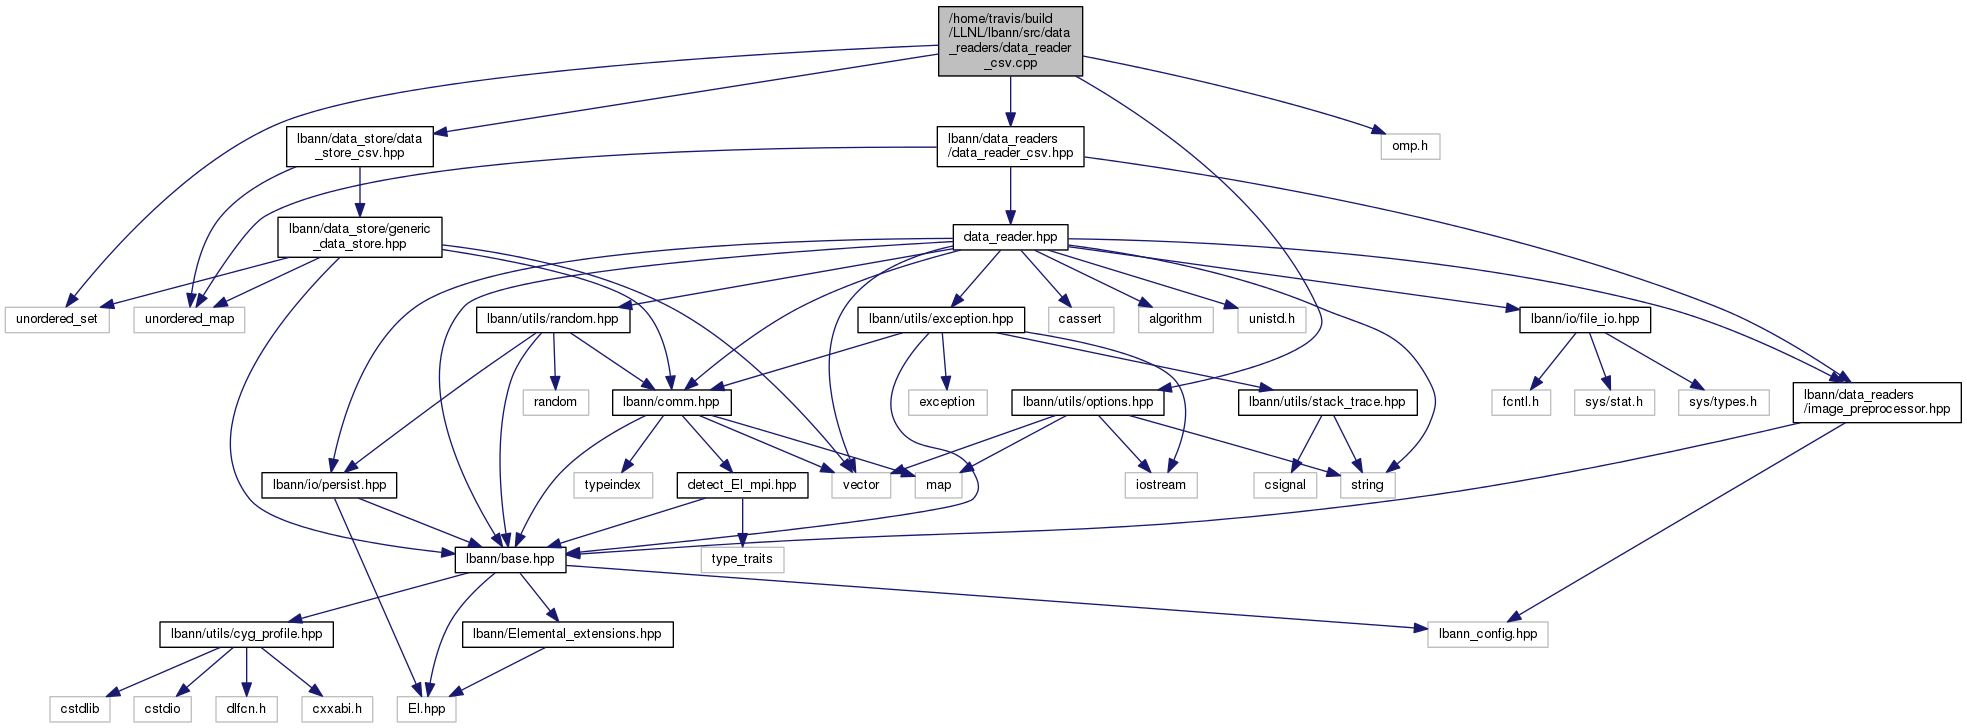 /home/travis/build
/LLNL/lbann/src/data
_readers/data_reader
_csv.cpp
lbann/data_store/data
_store_csv.hpp
lbann/data_readers
/data_reader_csv.hpp
omp.h
lbann/data_store/generic
_data_store.hpp
data_reader.hpp
unordered_set
unordered_map
lbann/utils/random.hpp
lbann/utils/exception.hpp
cassert
algorithm
unistd.h
lbann/io/file_io.hpp
random
lbann/comm.hpp
exception
lbann/utils/options.hpp
lbann/utils/stack_trace.hpp
fcntl.h
sys/stat.h
sys/types.h
lbann/data_readers
/image_preprocessor.hpp
lbann/io/persist.hpp
typeindex
detect_El_mpi.hpp
vector
map
iostream
csignal
string
lbann/base.hpp
type_traits
lbann/utils/cyg_profile.hpp
lbann/Elemental_extensions.hpp
lbann_config.hpp
cstdlib
cstdio
dlfcn.h
cxxabi.h
El.hpp